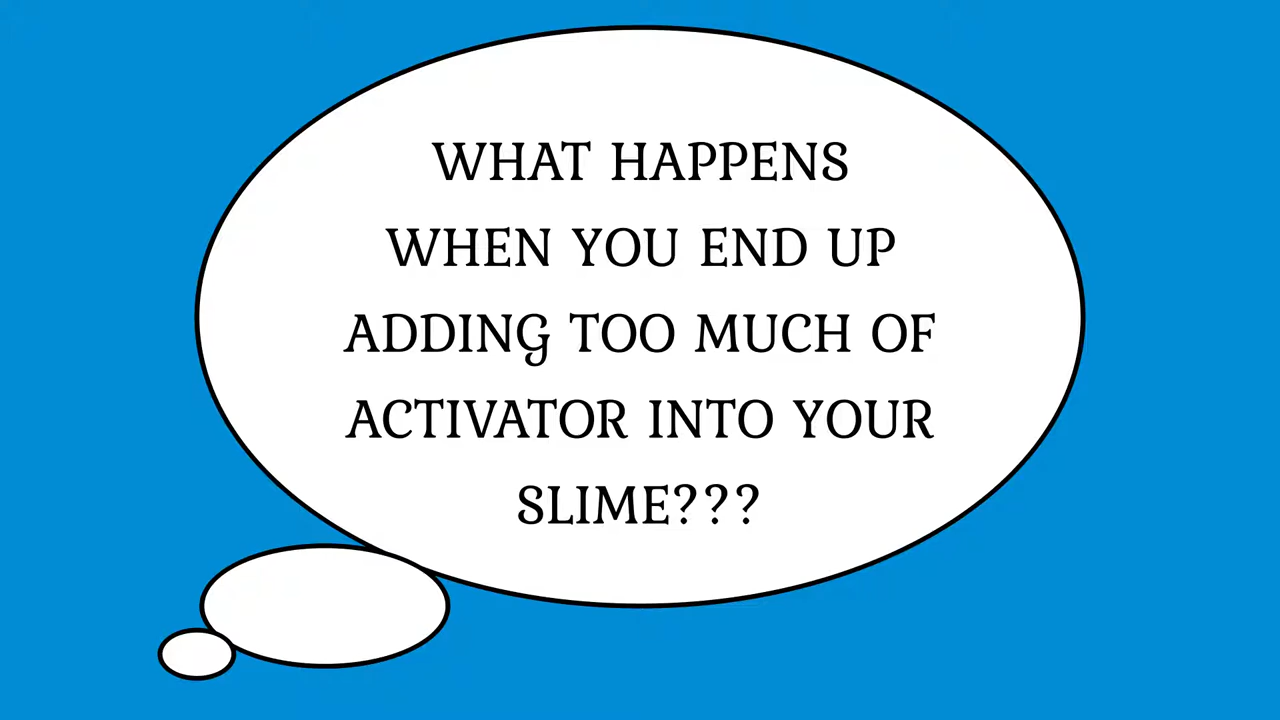 WHAT HAPPENS
WHEN YOU END UP
ADDING TOO MUCH OF
ACTIVATOR INTO YOUR
SLIME???